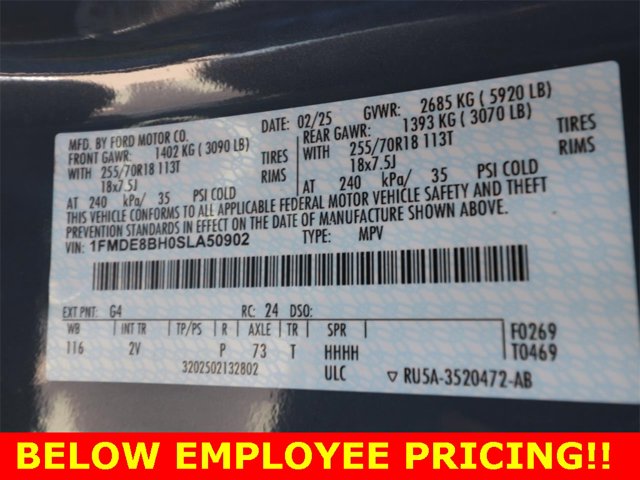 MFD. BY FORD MOTOR CO.
DATE: 02/25 GVWR: 2685 KG ( 5920 LB)
FRONT GAWR: 1402 KG ( 3090 LB)
REAR GAWR: 1393 KG ( 3070 LB)
WITH 255/70R18 113T TIRES
WITH 255/70R18 113T TIRES
18x7.5J RIMS
18x7.5J RIMS
AT 240 kPa/ 35 PSI COLD
AT 240 kPa/ 35 PSI COLD
THIS VEHICLE CONFORMS TO ALL APPLICABLE FEDERAL MOTOR VEHICLE SAFETY AND THEFT
PREVENTION STANDARDS IN EFFECT ON THE DATE OF MANUFACTURE SHOWN ABOVE.
VIN: 1FMDE8BH0SLA50902 TYPE: MPV
EXT PNT: G4 RC: 24 DSO:
WB INT TR TP/PS R AXLE TR SPR F0269
116 2V P 73 T HHHH T0469
3202502132802 ULC ▽ RU5A-3520472-AB
BELOW EMPLOYEE PRICING!!